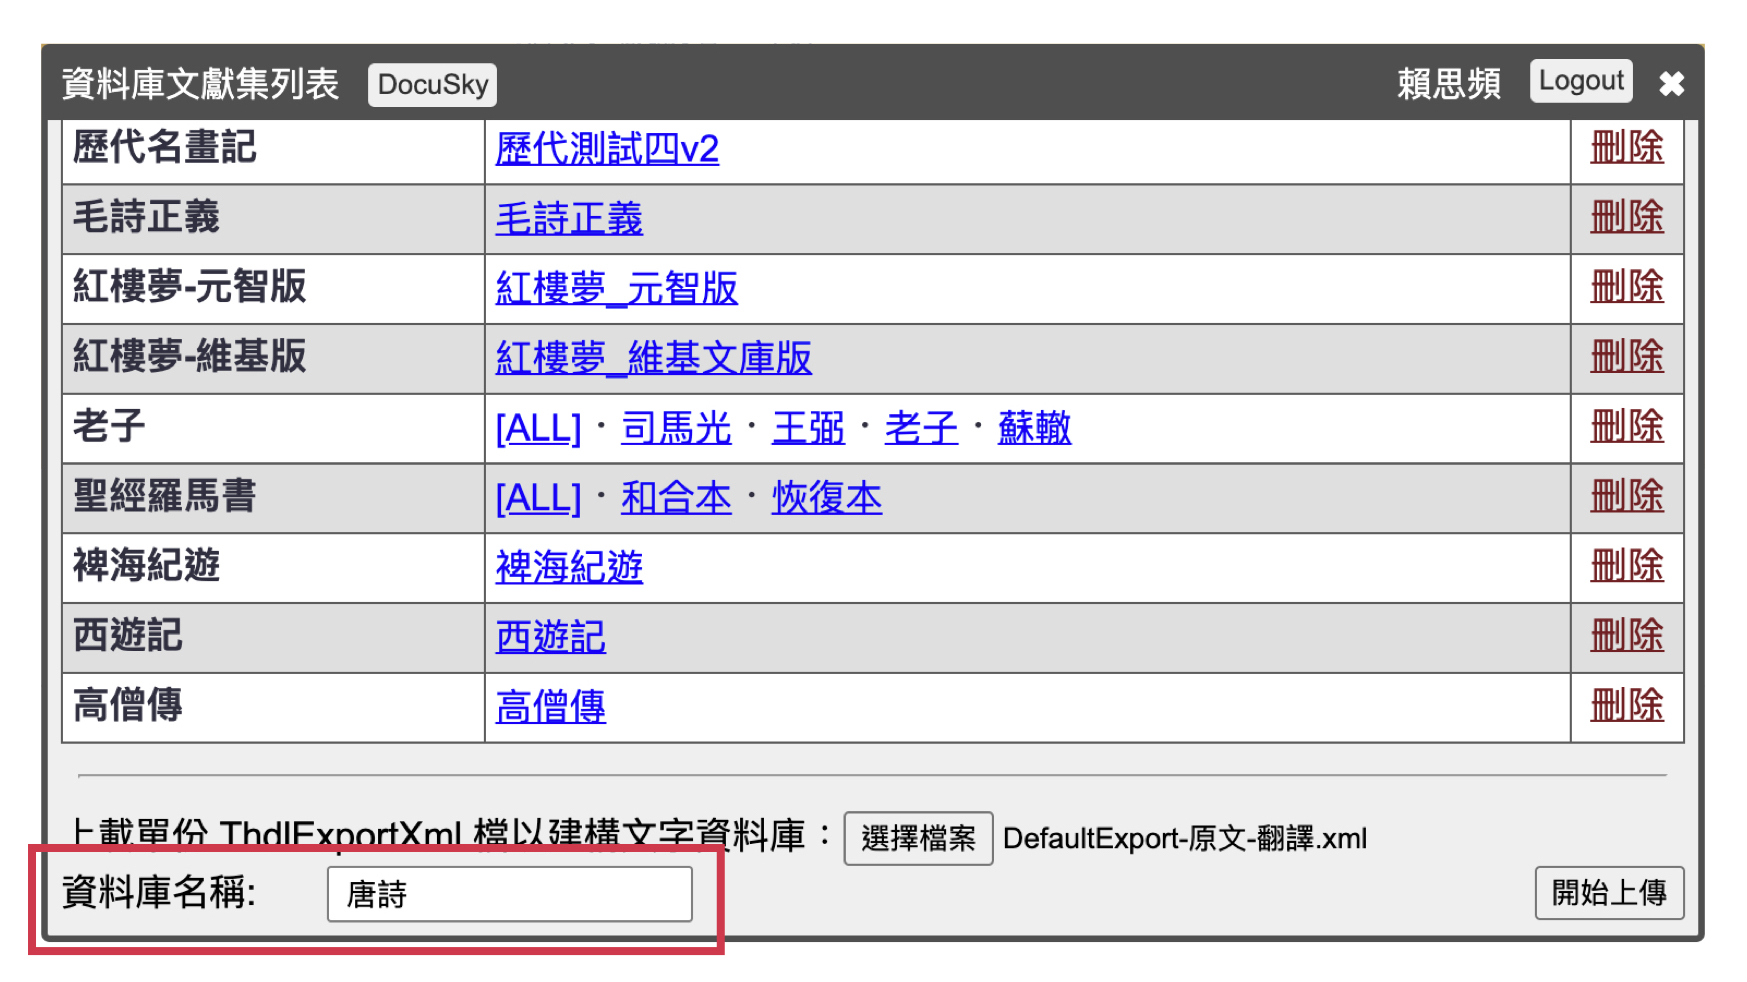 資料庫文獻集列表 DocuSky 賴思頻 Logout ✖
歷代名畫記 歷代測試四v2 刪除
毛詩正義 毛詩正義 刪除
紅樓夢-元智版 紅樓夢_元智版 刪除
紅樓夢-維基版 紅樓夢_維基文庫版 刪除
老子 [ALL]·司馬光·王弼·老子·蘇轍 刪除
聖經羅馬書 [ALL]·和合本·恢復本 刪除
裨海紀遊 裨海紀遊 刪除
西遊記 西遊記 刪除
高僧傳 高僧傳 刪除
上載單份 ThdlExportXml 檔以建構文字資料庫： 選擇檔案 DefaultExport-原文-翻譯.xml
資料庫名稱: 唐詩 開始上傳